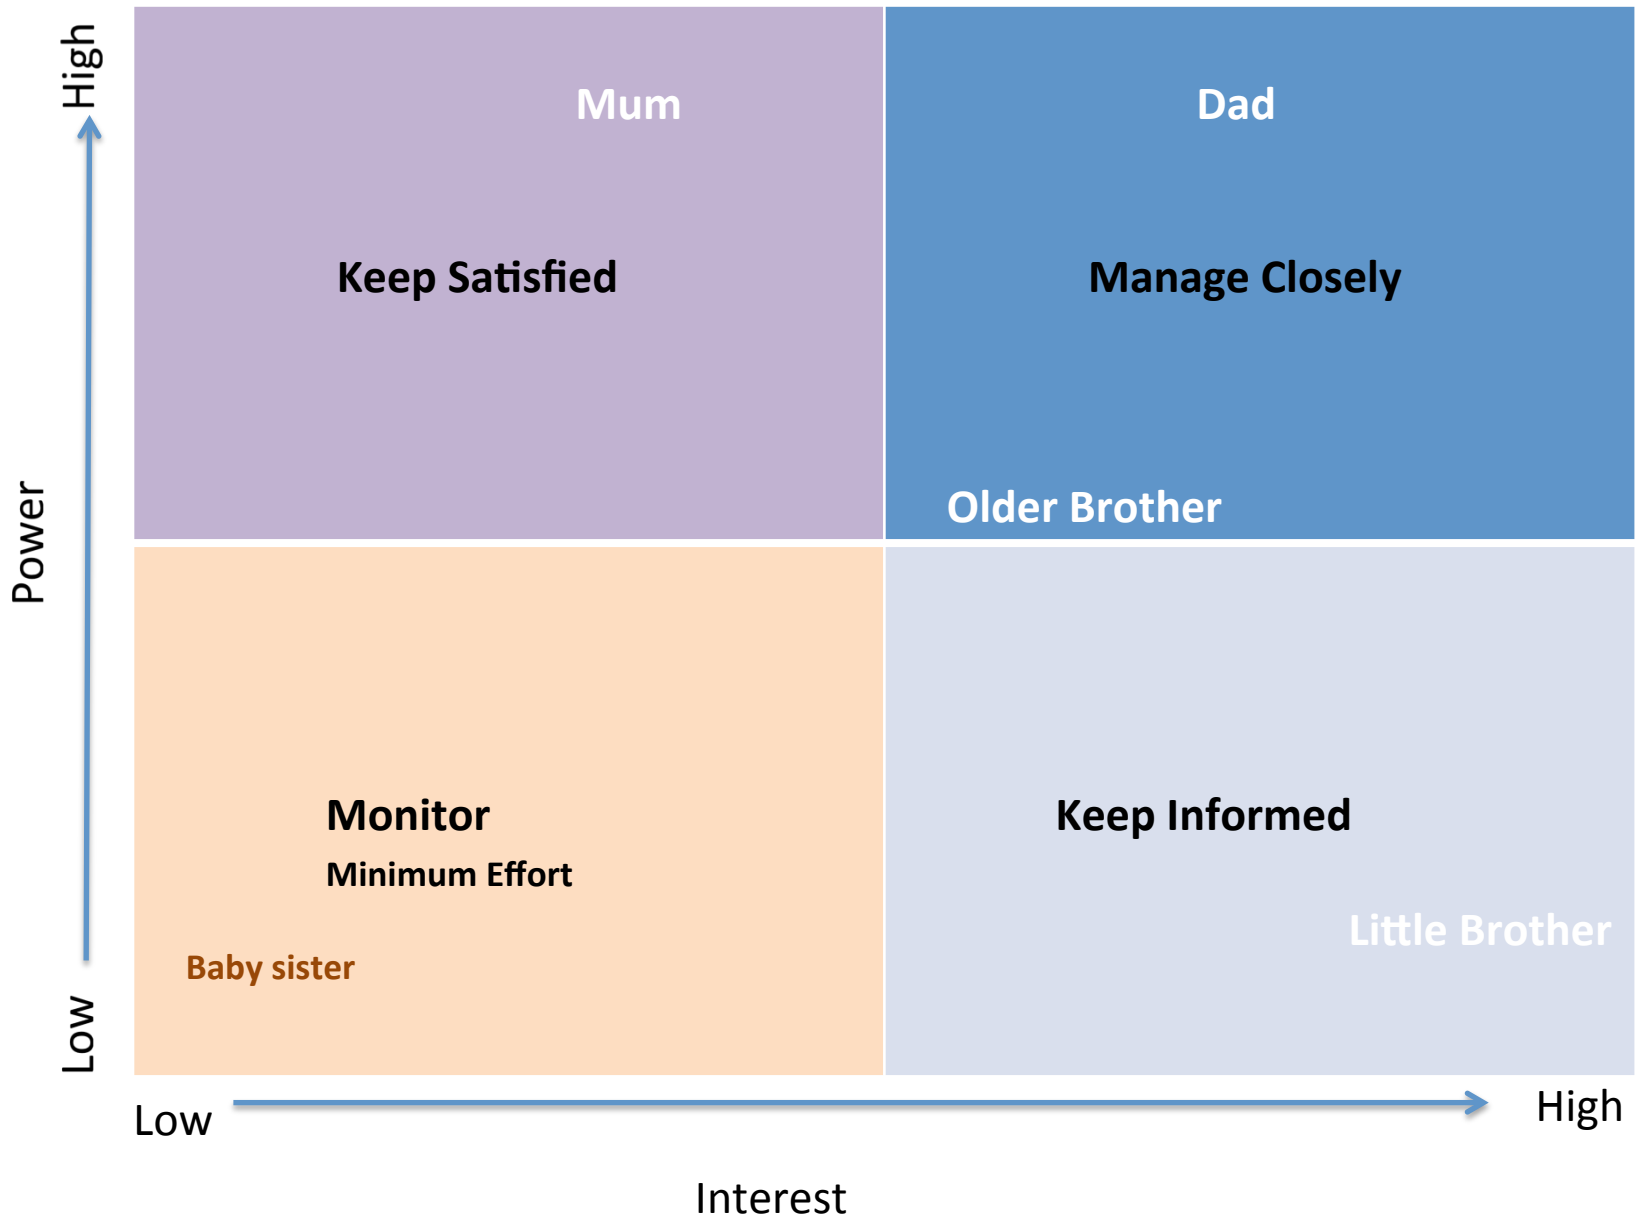 High
Mum
Dad
Keep Satisfied
Manage Closely
Power
Older Brother
Monitor
Minimum Effort
Keep Informed
Little Brother
Baby sister
Low
Low
High
Interest